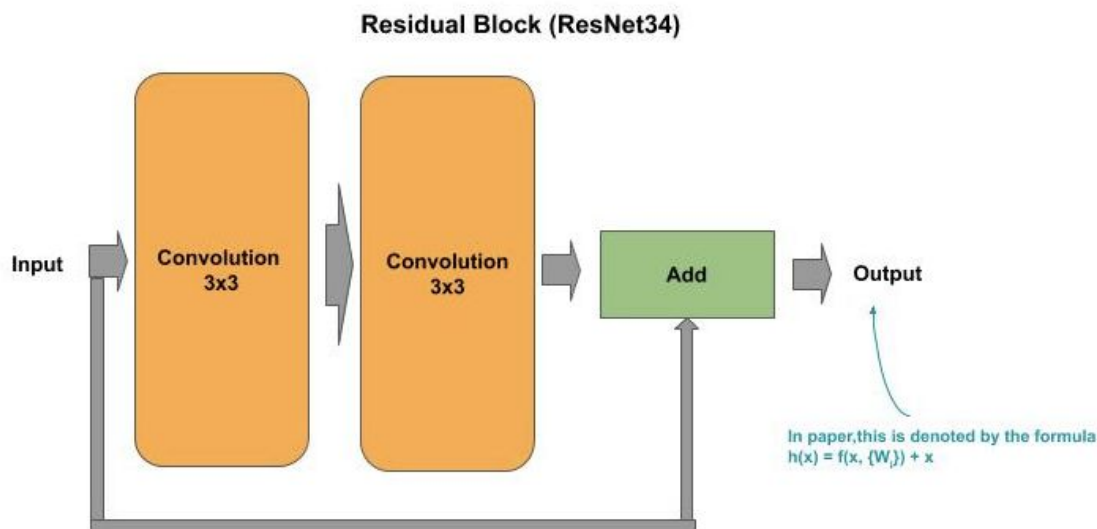 Residual Block (ResNet34)
Input
Convolution
3x3
Convolution
3x3
Add
Output
In paper,this is denoted by the formula
h(x) = f(x, {Wᵢ}) + x